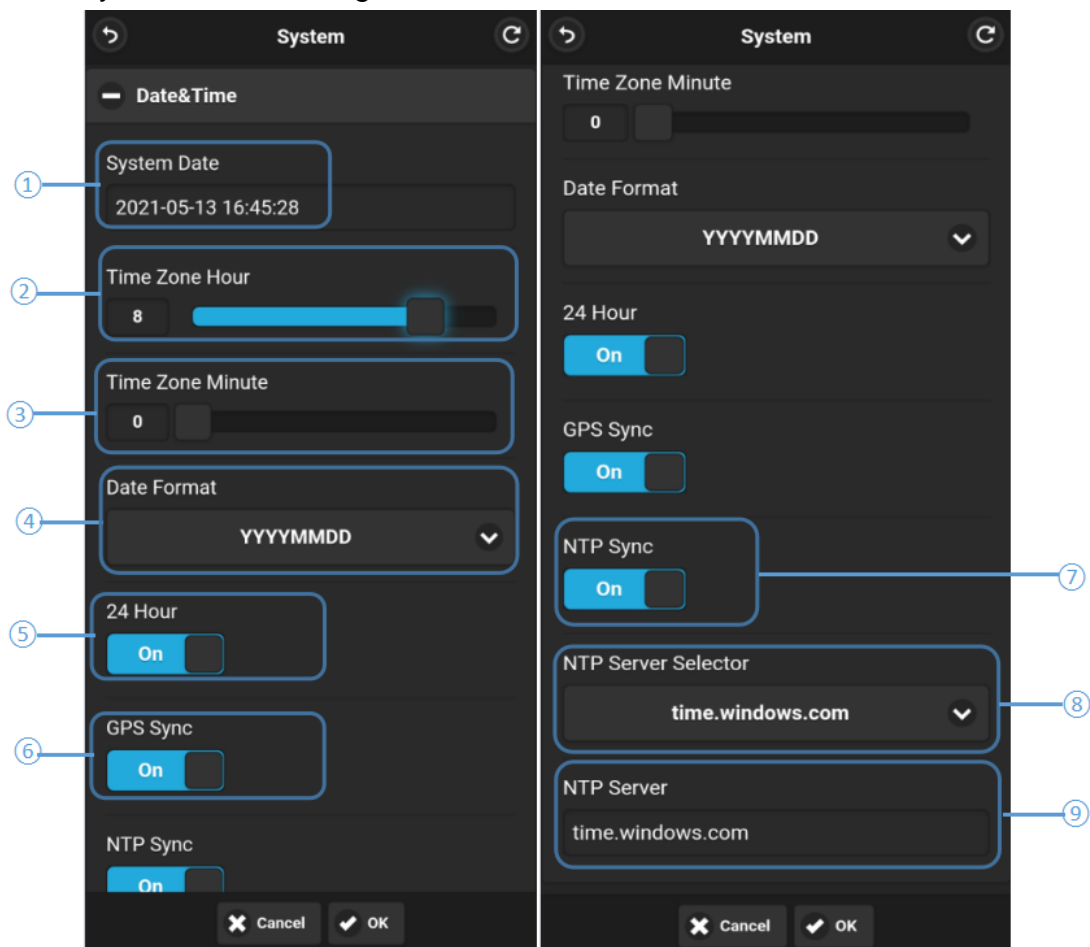 System
Date&Time
① System Date
2021-05-13 16:45:28
② Time Zone Hour
8
③ Time Zone Minute
0
④ Date Format
YYYYMMDD
⑤ 24 Hour
On
⑥ GPS Sync
On
NTP Sync
On
Cancel OK
System
Time Zone Minute
0
Date Format
YYYYMMDD
24 Hour
On
GPS Sync
On
NTP Sync ⑦
On
NTP Server Selector
time.windows.com ⑧
NTP Server
time.windows.com ⑨
Cancel OK